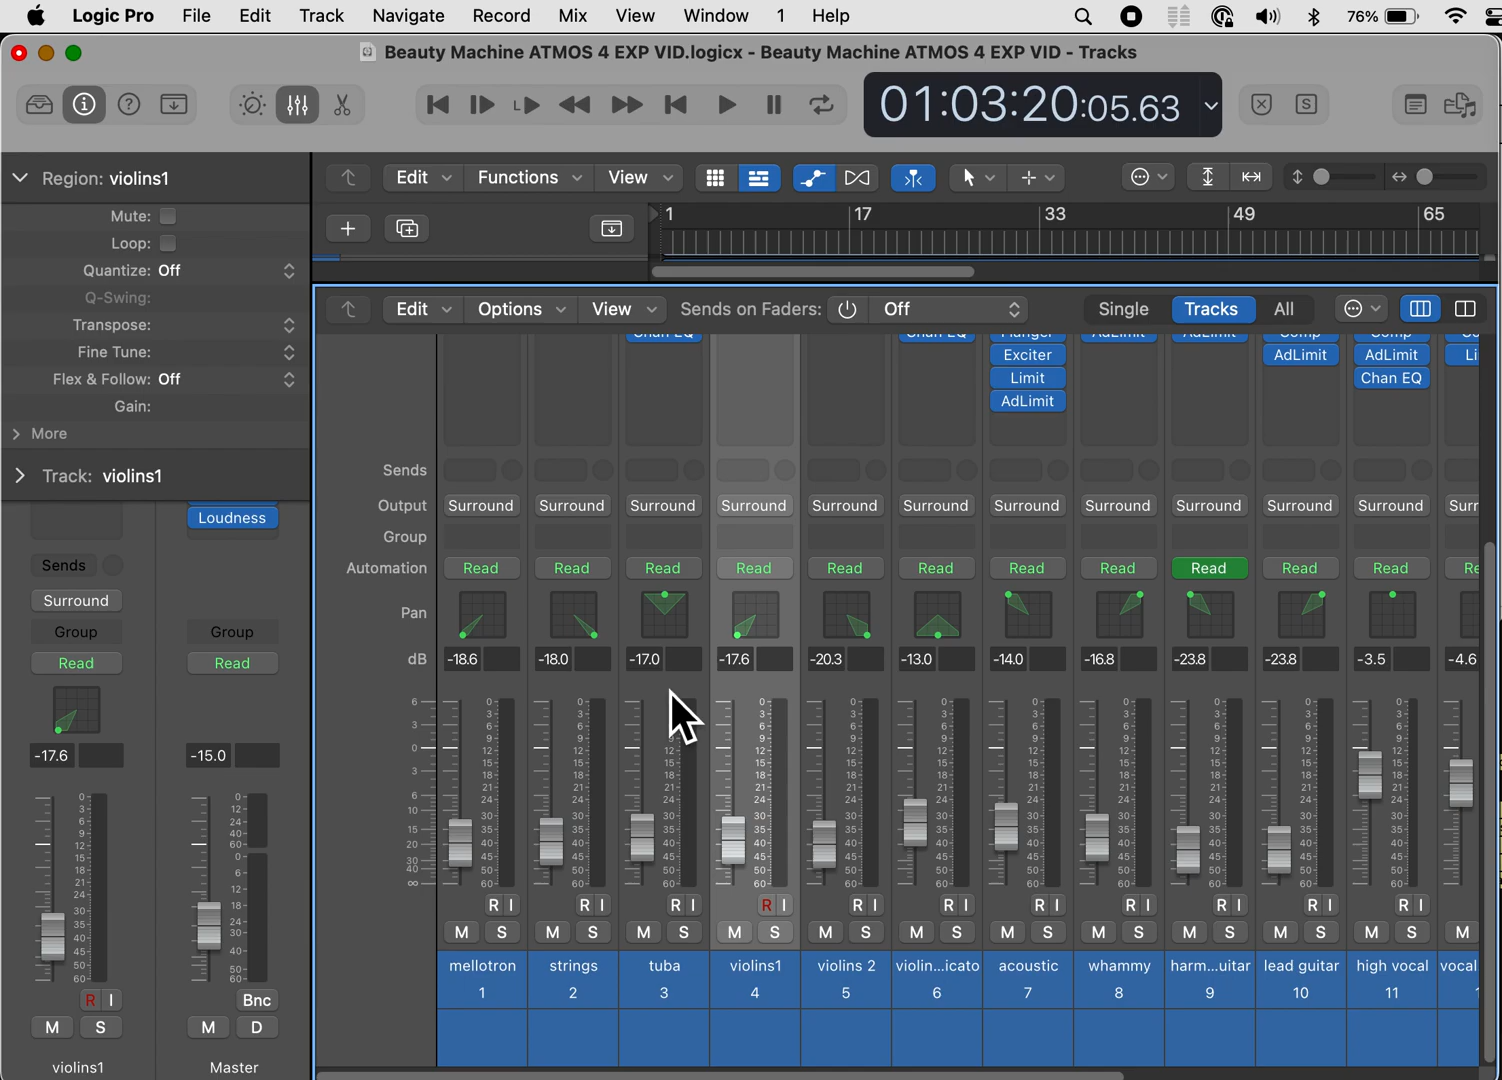 Logic Pro File Edit Track Navigate Record Mix View Window 1 Help 76%
Beauty Machine ATMOS 4 EXP VID.logicx - Beauty Machine ATMOS 4 EXP VID - Tracks
01:03:20:05.63
Region: violins1
Edit Functions View
Mute:
Loop:
Quantize: Off
Q-Swing:
Transpose:
Fine Tune:
Flex & Follow: Off
Gain:
More
Track: violins1
1 17 33 49 65
Edit Options View Sends on Faders: Off Single Tracks All
Exciter AdLimit AdLimit
Limit Chan EQ
AdLimit
Sends
Output Surround Surround Surround Surround Surround Surround Surround Surround Surround Surround Surround Surr
Group
Automation Read Read Read Read Read Read Read Read Read Read Read Re
Pan
dB -18.6 -18.0 -17.0 -17.6 -20.3 -13.0 -14.0 -16.8 -23.8 -23.8 -3.5 -4.6
R I R I R I R I R I R I R I R I R I R I R I
M S M S M S M S M S M S M S M S M S M S M S M
mellotron strings tuba violins1 violins 2 violin...icato acoustic whammy harm...uitar lead guitar high vocal vocal
1 2 3 4 5 6 7 8 9 10 11
Loudness
Sends
Surround
Group Group
Read Read
-17.6 -15.0
R I Bnc
M S M D
violins1 Master